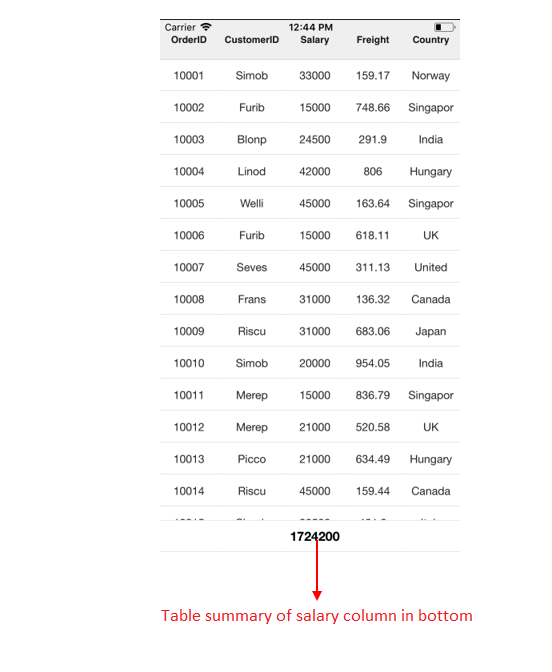 Carrier 12:44 PM
OrderID CustomerID Salary Freight Country
10001 Simob 33000 159.17 Norway
10002 Furib 15000 748.66 Singapor
10003 Blonp 24500 291.9 India
10004 Linod 42000 806 Hungary
10005 Welli 45000 163.64 Singapor
10006 Furib 15000 618.11 UK
10007 Seves 45000 311.13 United
10008 Frans 31000 136.32 Canada
10009 Riscu 31000 683.06 Japan
10010 Simob 20000 954.05 India
10011 Merep 15000 836.79 Singapor
10012 Merep 21000 520.58 UK
10013 Picco 21000 634.49 Hungary
10014 Riscu 45000 159.44 Canada
1724200
Table summary of salary column in bottom